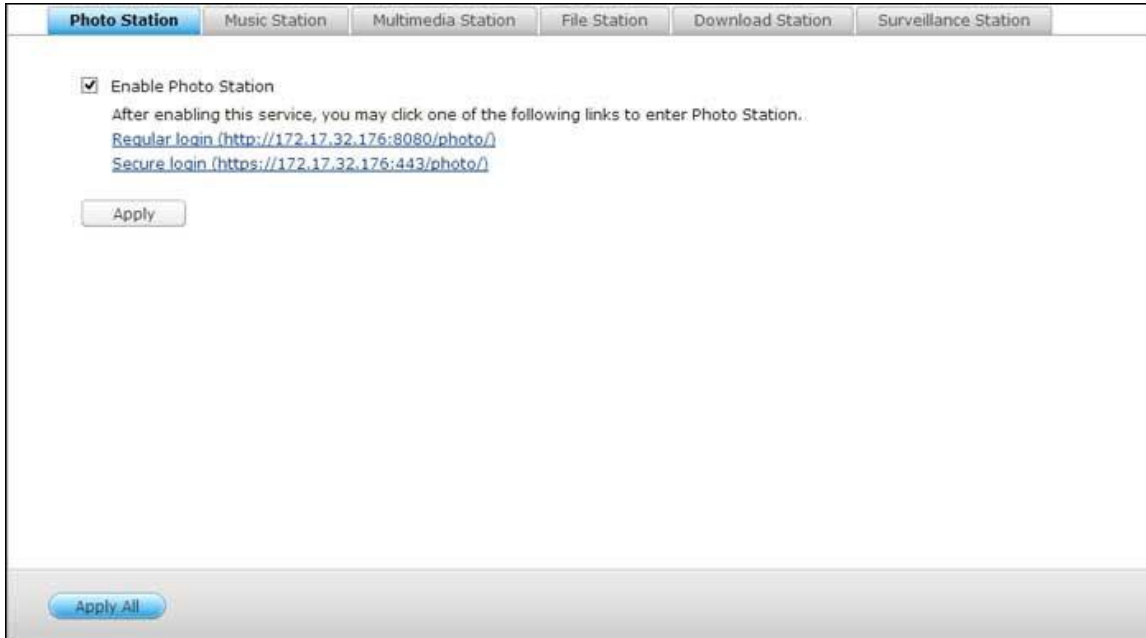 Photo Station Music Station Multimedia Station File Station Download Station Surveillance Station
Enable Photo Station
After enabling this service, you may click one of the following links to enter Photo Station.
Regular login (http://172.17.32.176:8080/photo/)
Secure login (https://172.17.32.176:443/photo/)
Apply
Apply All